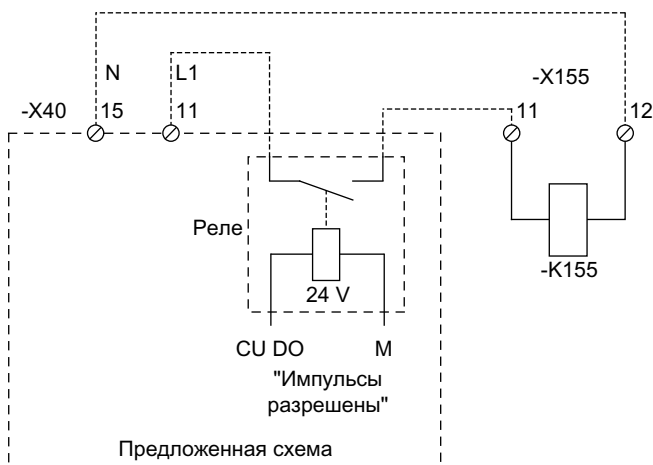 N
L1
-X155
-X40
15
11
11
12
Реле
-K155
24 V
CU DO
M
"Импульсы
разрешены"
Предложенная схема